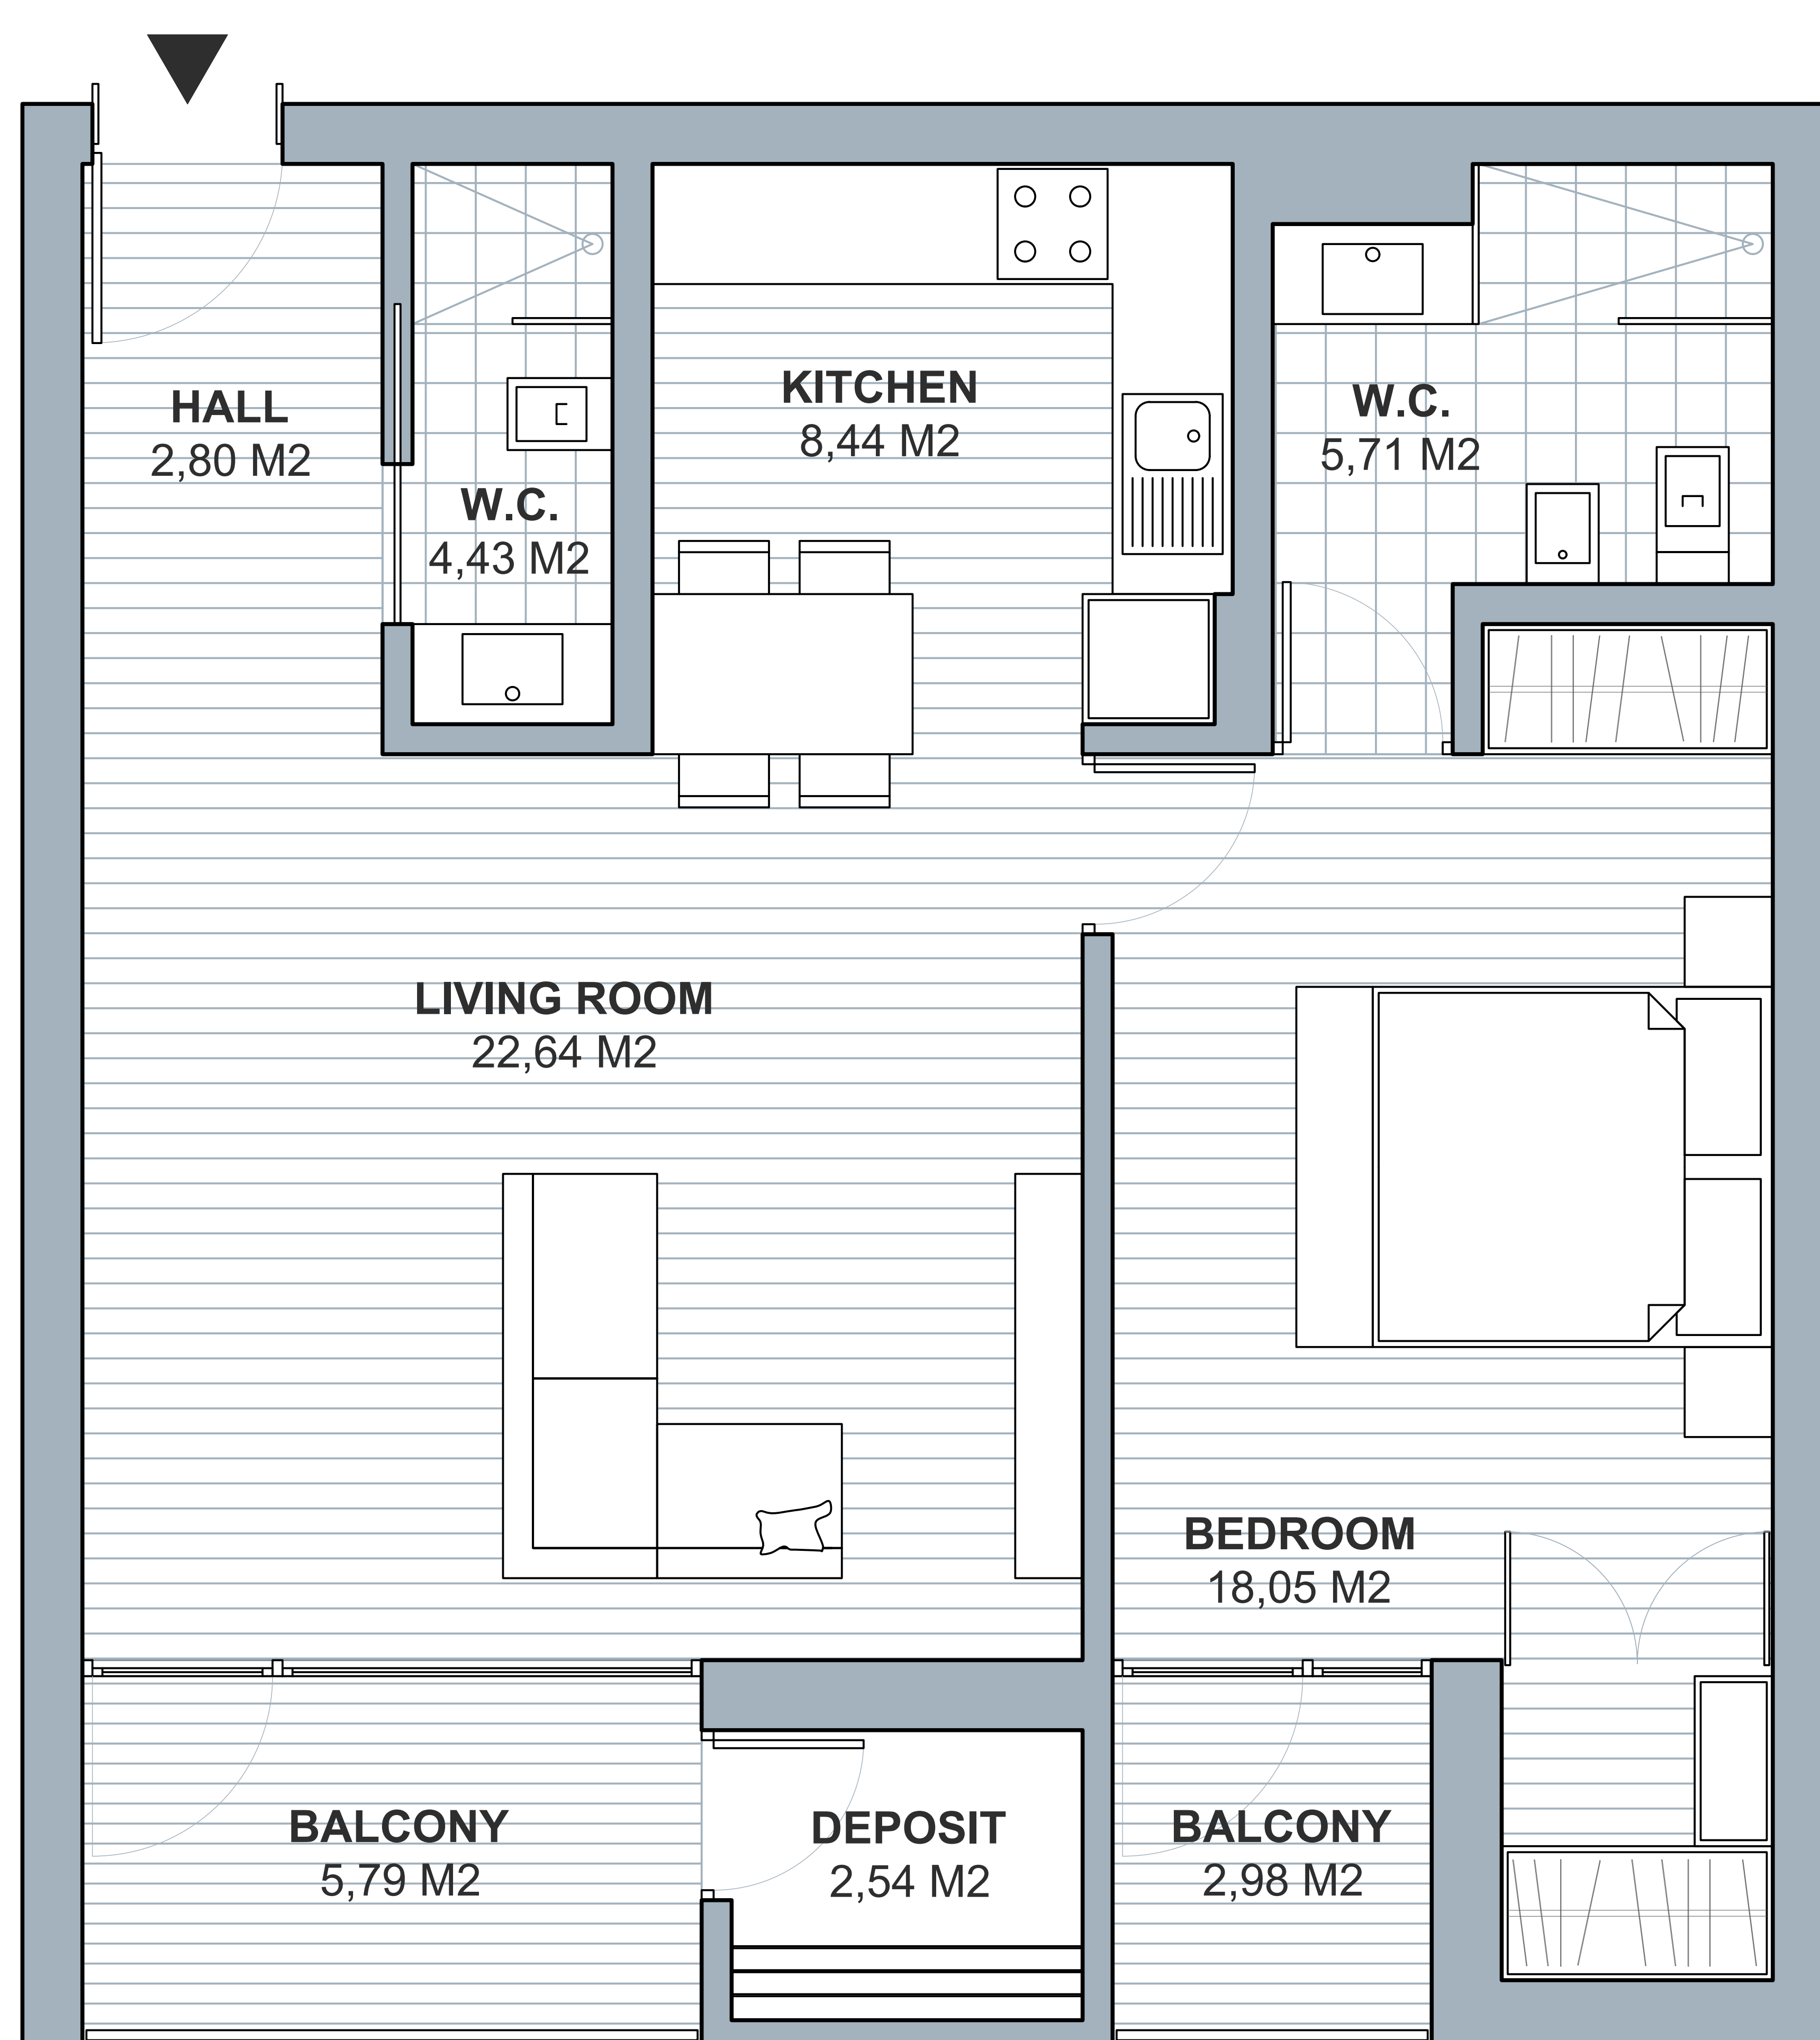 HALL
2,80 M2
W.C.
4,43 M2
KITCHEN
8,44 M2
W.C.
5,71 M2
LIVING ROOM
22,64 M2
BEDROOM
18,05 M2
BALCONY
5,79 M2
DEPOSIT
2,54 M2
BALCONY
2,98 M2